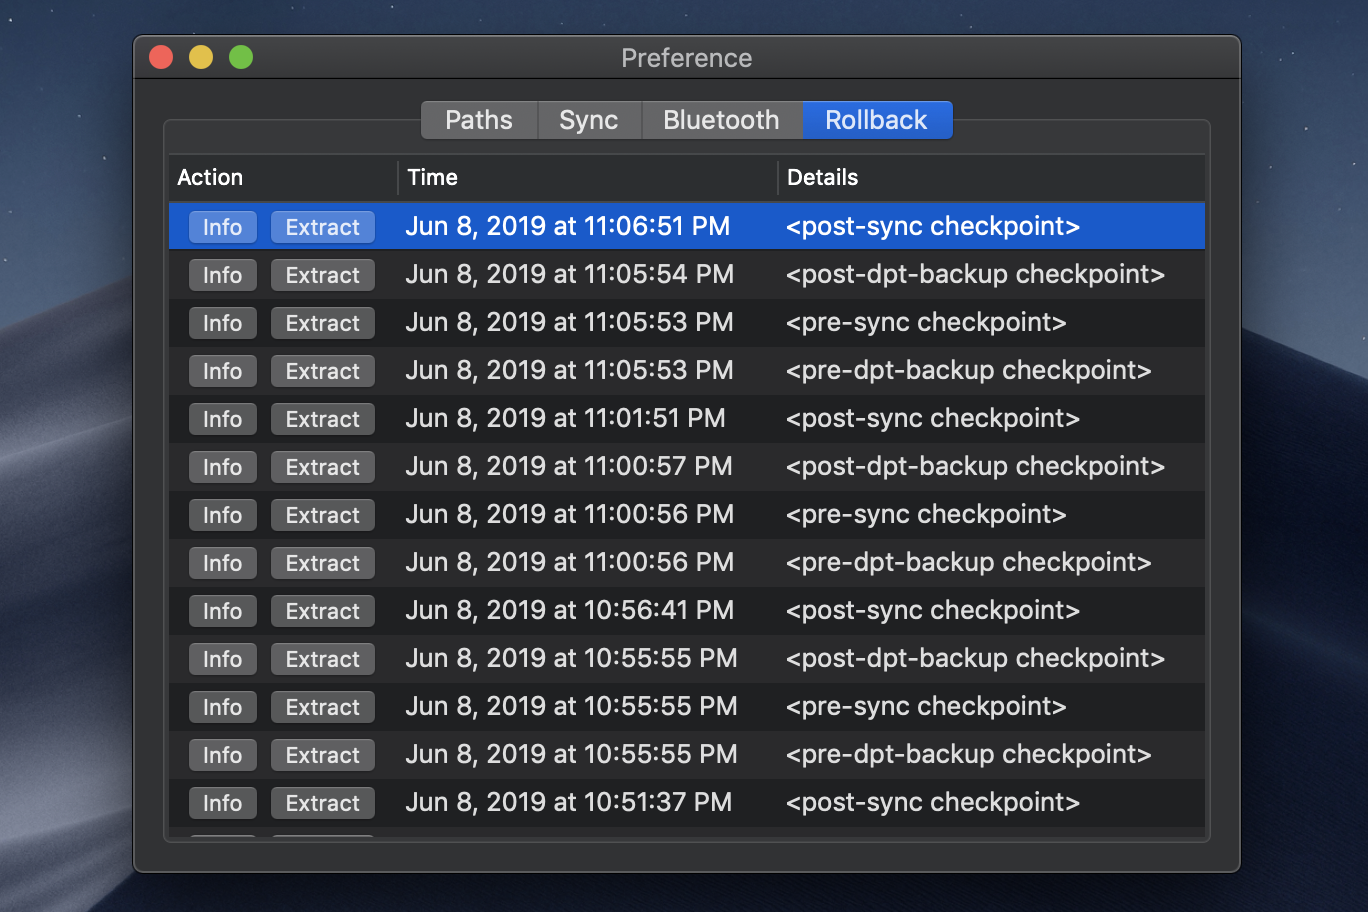 Preference
Paths Sync Bluetooth Rollback
Action Time Details
Info Extract Jun 8, 2019 at 11:06:51 PM <post-sync checkpoint>
Info Extract Jun 8, 2019 at 11:05:54 PM <post-dpt-backup checkpoint>
Info Extract Jun 8, 2019 at 11:05:53 PM <pre-sync checkpoint>
Info Extract Jun 8, 2019 at 11:05:53 PM <pre-dpt-backup checkpoint>
Info Extract Jun 8, 2019 at 11:01:51 PM <post-sync checkpoint>
Info Extract Jun 8, 2019 at 11:00:57 PM <post-dpt-backup checkpoint>
Info Extract Jun 8, 2019 at 11:00:56 PM <pre-sync checkpoint>
Info Extract Jun 8, 2019 at 11:00:56 PM <pre-dpt-backup checkpoint>
Info Extract Jun 8, 2019 at 10:56:41 PM <post-sync checkpoint>
Info Extract Jun 8, 2019 at 10:55:55 PM <post-dpt-backup checkpoint>
Info Extract Jun 8, 2019 at 10:55:55 PM <pre-sync checkpoint>
Info Extract Jun 8, 2019 at 10:55:55 PM <pre-dpt-backup checkpoint>
Info Extract Jun 8, 2019 at 10:51:37 PM <post-sync checkpoint>